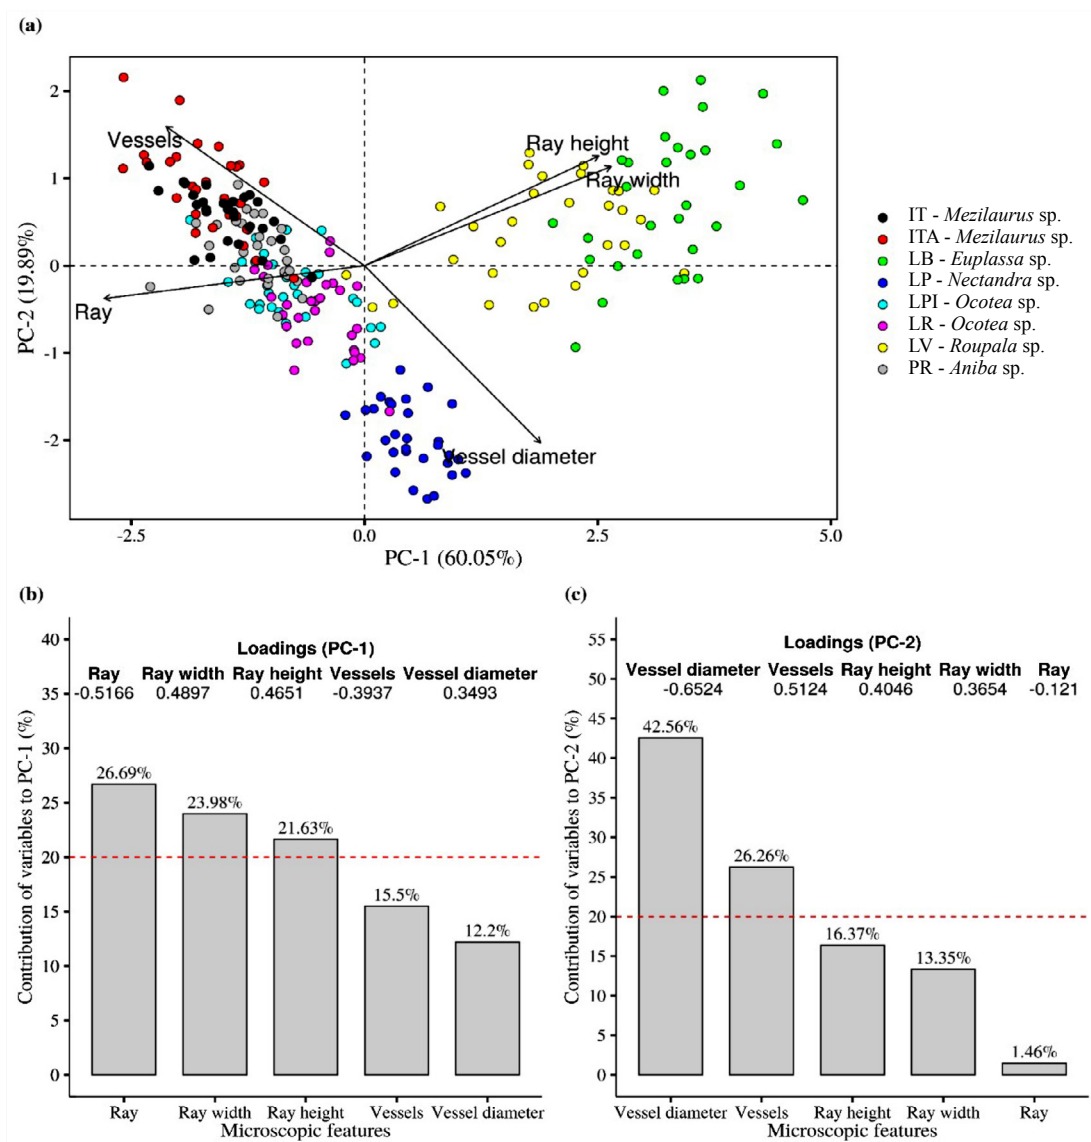 (a)
2
1
0
-1
-2
PC-2 (19.89%)
Vessels
Ray height
Ray width
Ray
Vessel diameter
-2.5
0.0
2.5
5.0
PC-1 (60.05%)
IT - Mezilaurus sp.
ITA - Mezilaurus sp.
LB - Euplassa sp.
LP - Nectandra sp.
LPI - Ocotea sp.
LR - Ocotea sp.
LV - Roupala sp.
PR - Aniba sp.
(b)
Loadings (PC-1)
Ray Ray width Ray height Vessels Vessel diameter
-0.5166 0.4897 0.4651 -0.3937 0.3493
40
35
30
25
20
15
10
5
0
Contribution of variables to PC-1 (%)
26.69%
23.98%
21.63%
15.5%
12.2%
Ray Ray width Ray height Vessels Vessel diameter
Microscopic features
(c)
Loadings (PC-2)
Vessel diameter Vessels Ray height Ray width Ray
-0.6524 0.5124 0.4046 0.3654 -0.121
55
50
45
40
35
30
25
20
15
10
5
0
Contribution of variables to PC-2 (%)
42.56%
26.26%
16.37%
13.35%
1.46%
Vessel diameter Vessels Ray height Ray width Ray
Microscopic features